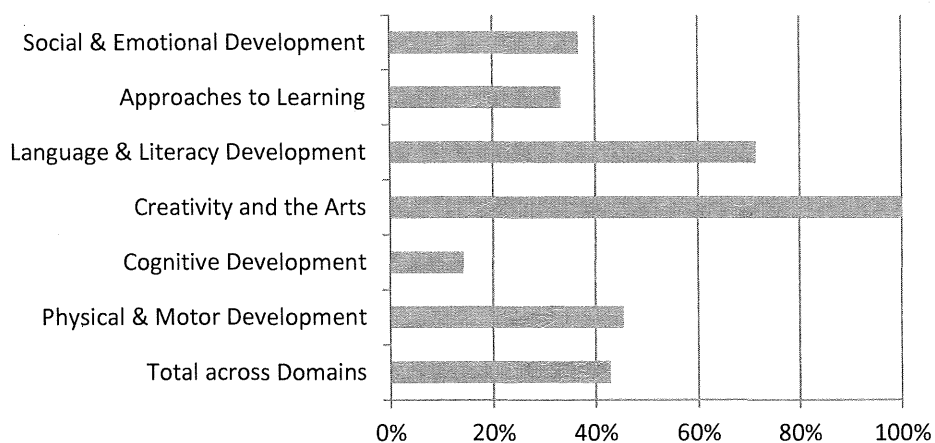 Social & Emotional Development
Approaches to Learning
Language & Literacy Development
Creativity and the Arts
Cognitive Development
Physical & Motor Development
Total across Domains
0% 20% 40% 60% 80% 100%